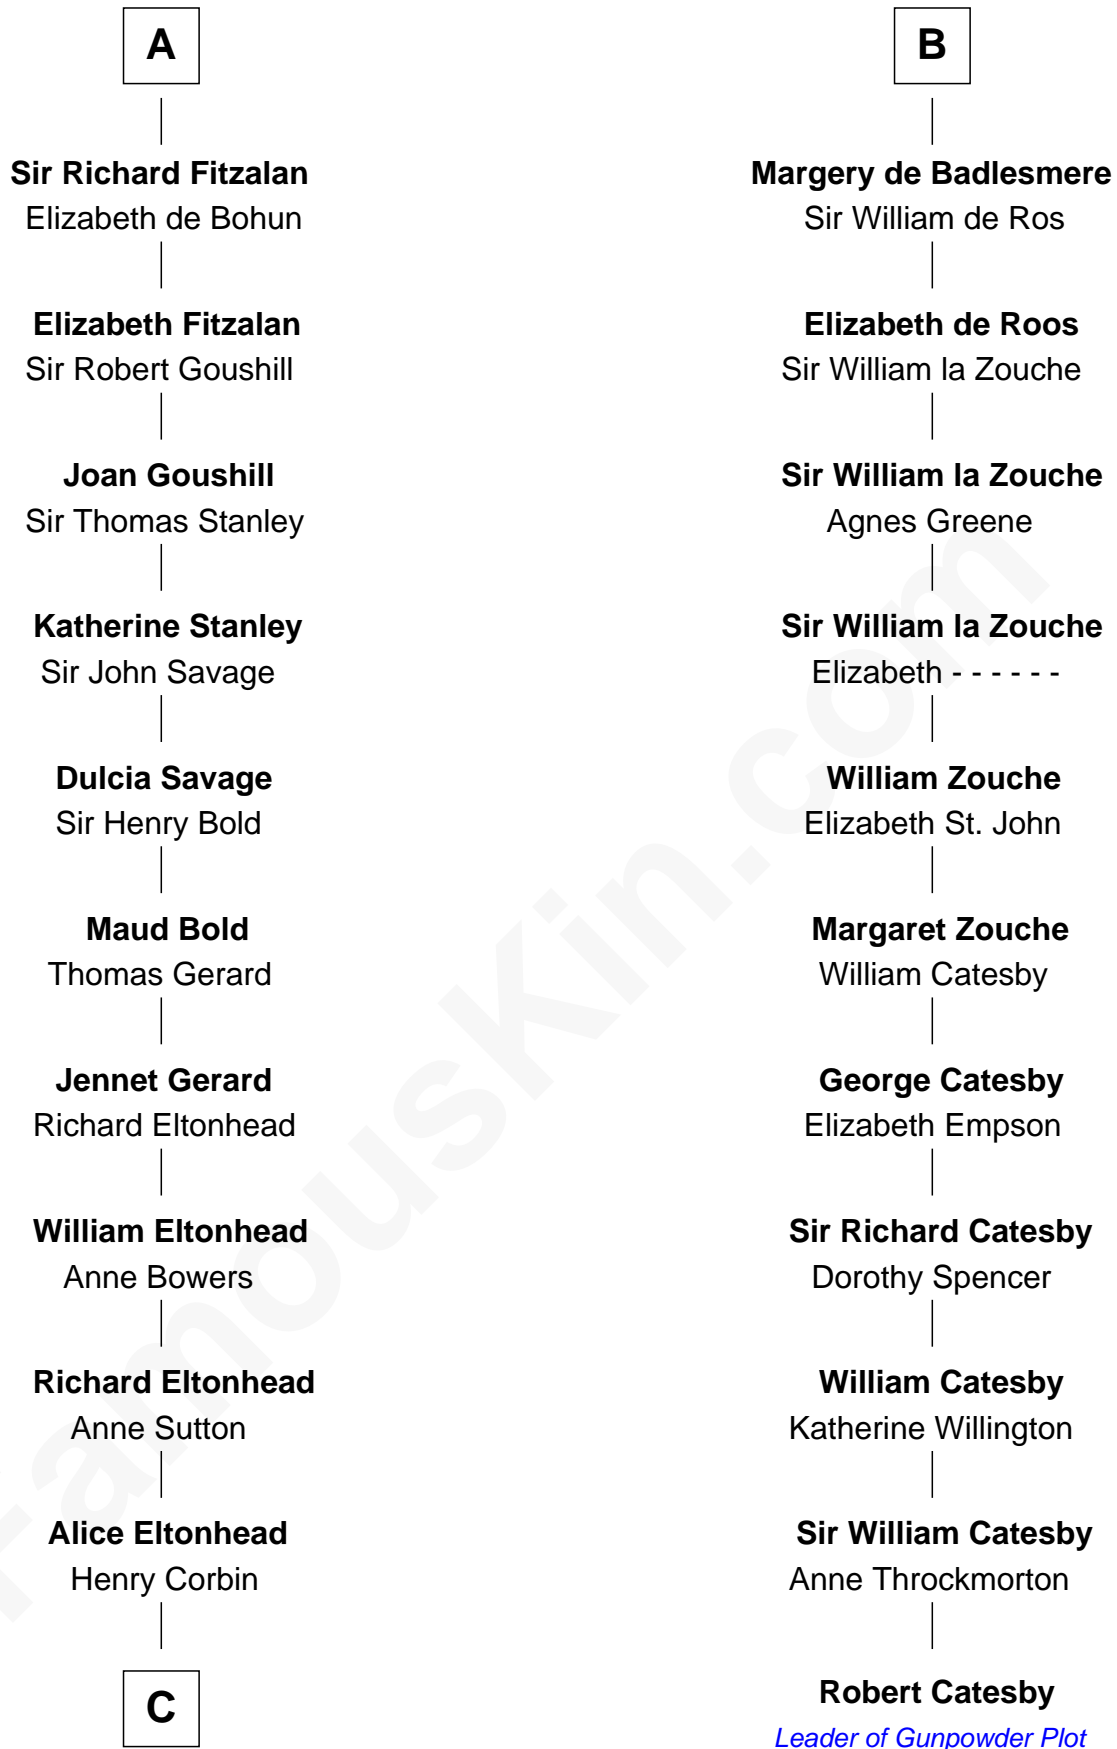 A
Sir Richard Fitzalan
Elizabeth de Bohun
Elizabeth Fitzalan
Sir Robert Goushill
Joan Goushill
Sir Thomas Stanley
Katherine Stanley
Sir John Savage
Dulcia Savage
Sir Henry Bold
Maud Bold
Thomas Gerard
Jennet Gerard
Richard Eltonhead
William Eltonhead
Anne Bowers
Richard Eltonhead
Anne Sutton
Alice Eltonhead
Henry Corbin
C
B
Margery de Badlesmere
Sir William de Ros
Elizabeth de Roos
Sir William la Zouche
Sir William la Zouche
Agnes Greene
Sir William la Zouche
Elizabeth - - - - - -
William Zouche
Elizabeth St. John
Margaret Zouche
William Catesby
George Catesby
Elizabeth Empson
Sir Richard Catesby
Dorothy Spencer
William Catesby
Katherine Willington
Sir William Catesby
Anne Throckmorton
Robert Catesby
Leader of Gunpowder Plot
FamousKin.com